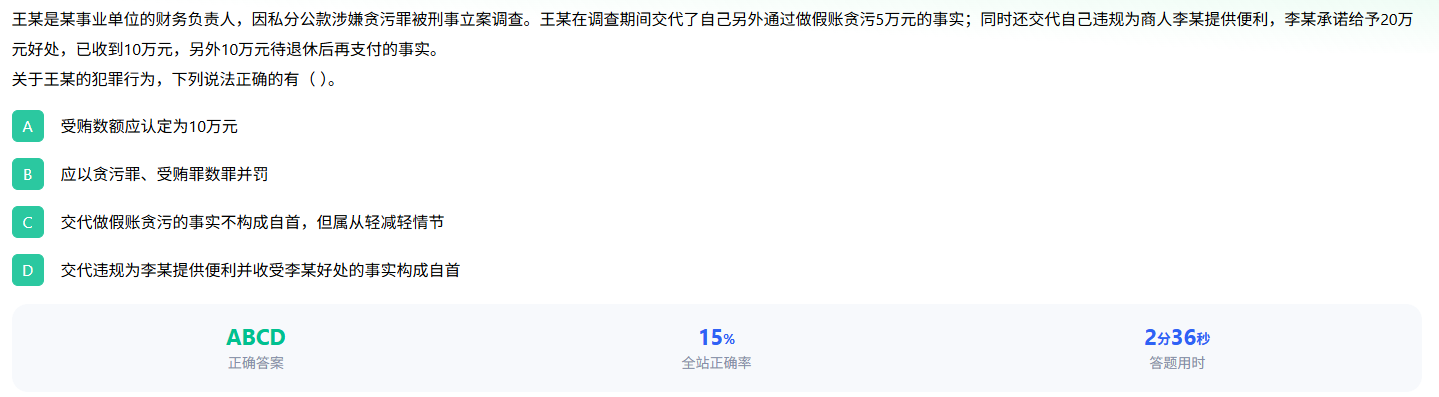 王某是某事业单位的财务负责人，因私分公款涉嫌贪污罪被刑事立案调查。王某在调查期间交代了自己另外通过做假账贪污5万元的事实；同时还交代自己违规为商人李某提供便利，李某承诺给予20万
元好处，已收到10万元，另外10万元待退休后再支付的事实。
关于王某的犯罪行为，下列说法正确的有（ ）。
A 受贿数额应认定为10万元
B 应以贪污罪、受贿罪数罪并罚
C 交代做假账贪污的事实不构成自首，但属从轻减轻情节
D 交代违规为李某提供便利并收受李某好处的事实构成自首
ABCD 15% 2分36秒
正确答案 全站正确率 答题用时